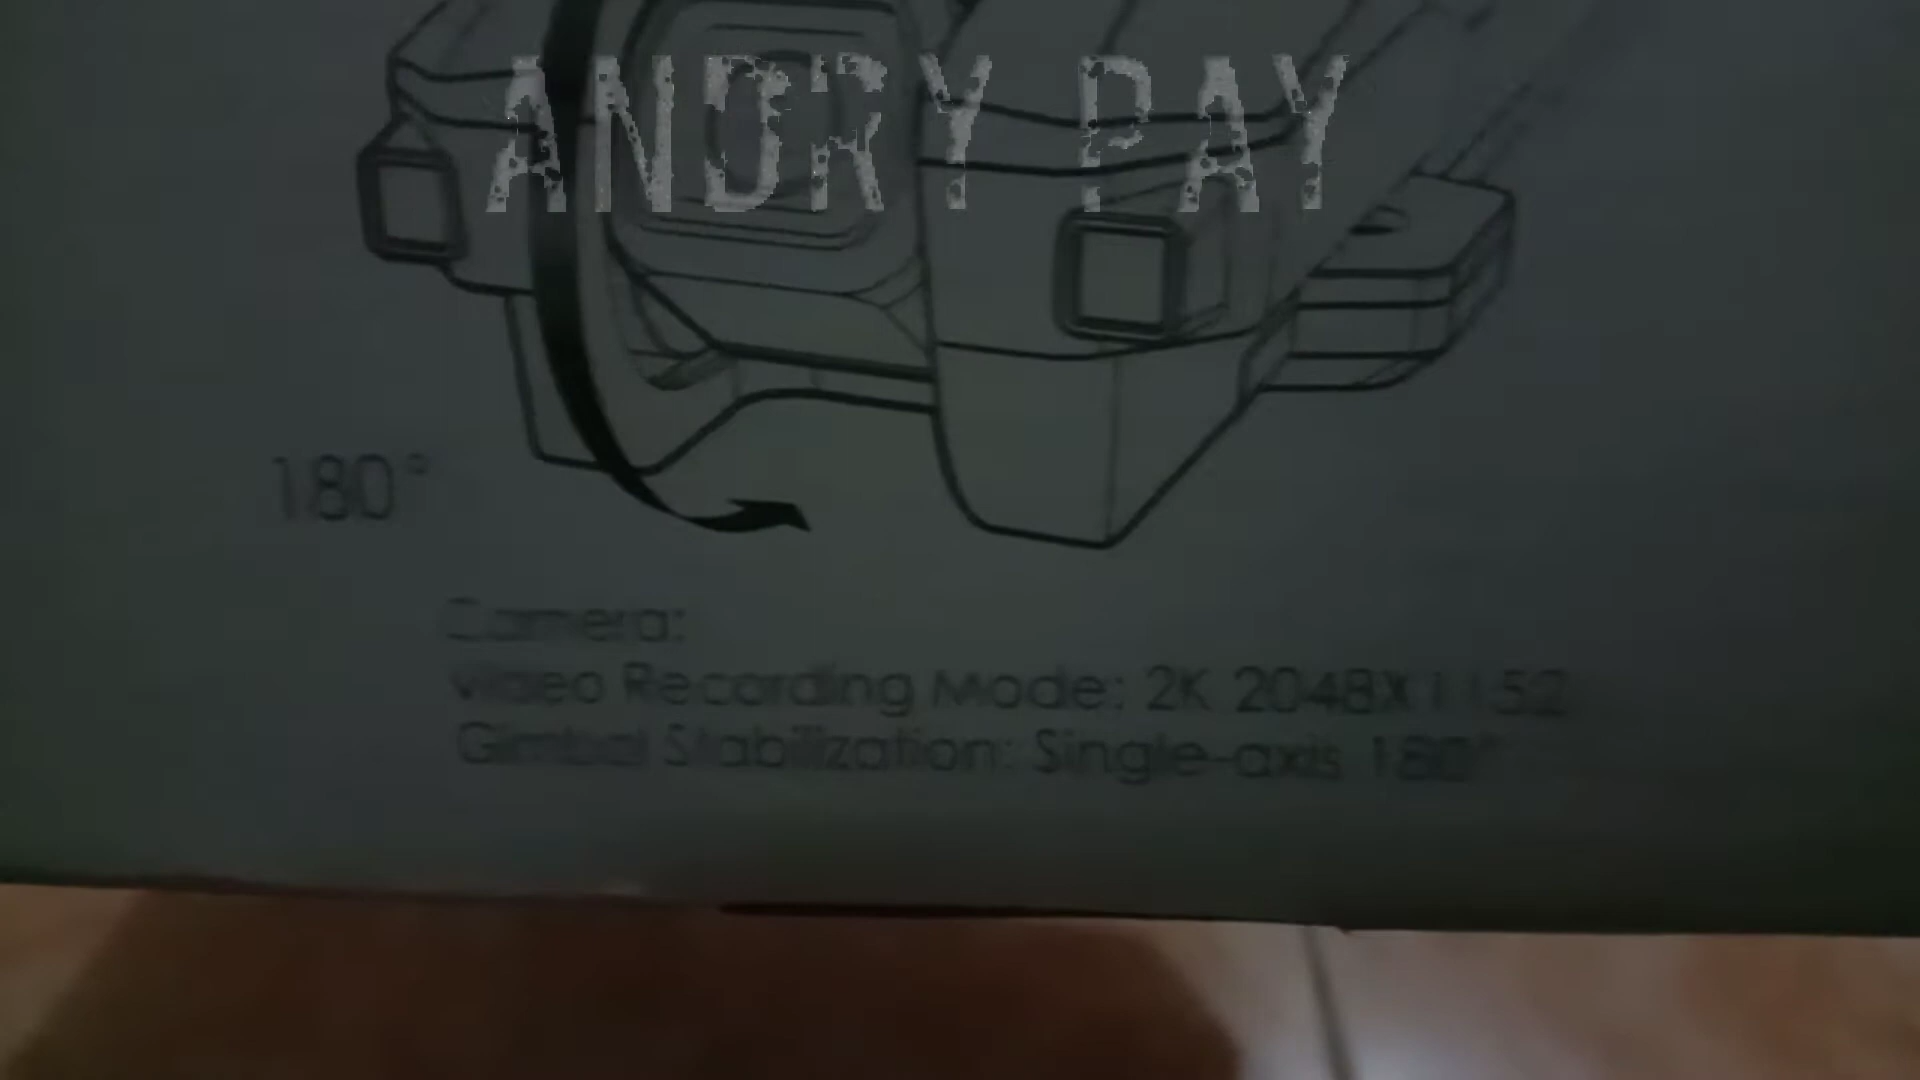 ANDRY PAY
180°
Camera:
Video Recording Mode: 2K 2048X1152
Gimbal Stabilization: Single-axis 180°